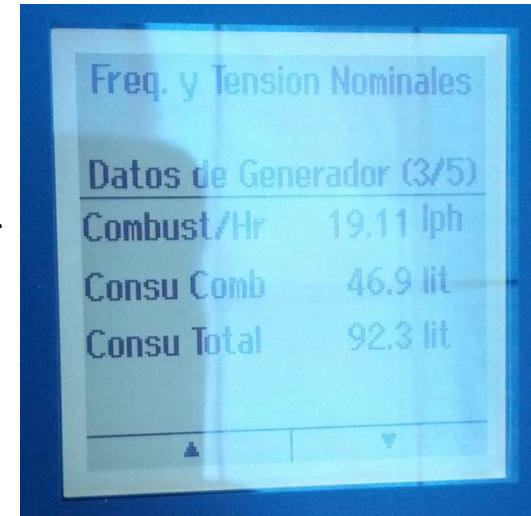 Freq. y Tension Nominales
Datos de Generador (3/5)
Combust/Hr 19.11 lph
Consu Comb 46.9 lit
Consu Total 92.3 lit